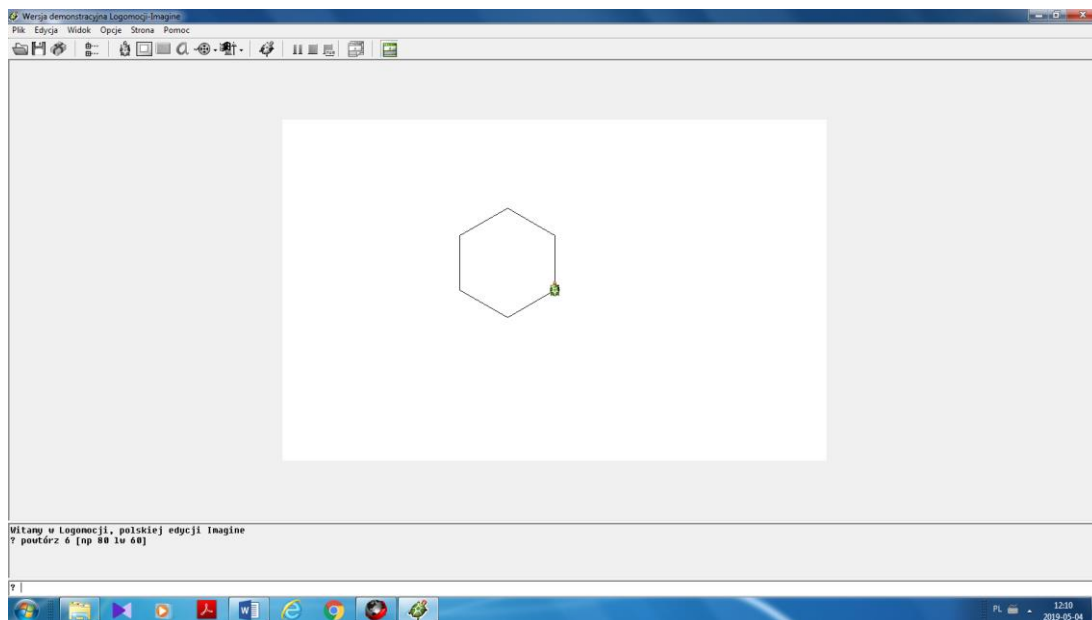 Wersja demonstracyjna Logomocji-Imagine
Plik Edycja Widok Opcje Strona Pomoc
Witamy w Logomocji, polskiej edycji Imagine
? powtórz 6 [np 80 lw 60]
?
PL
12:10
2019-05-04